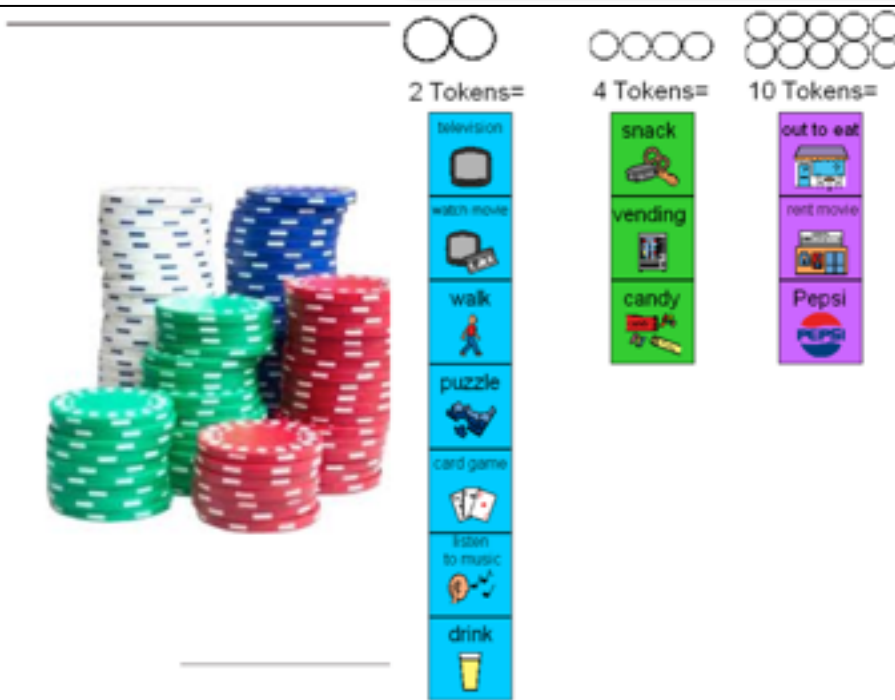 2 Tokens=
television
watch movie
walk
puzzle
card game
listen
to music
drink
4 Tokens=
snack
vending
candy
10 Tokens=
out to eat
rent movie
Pepsi
PEPSI